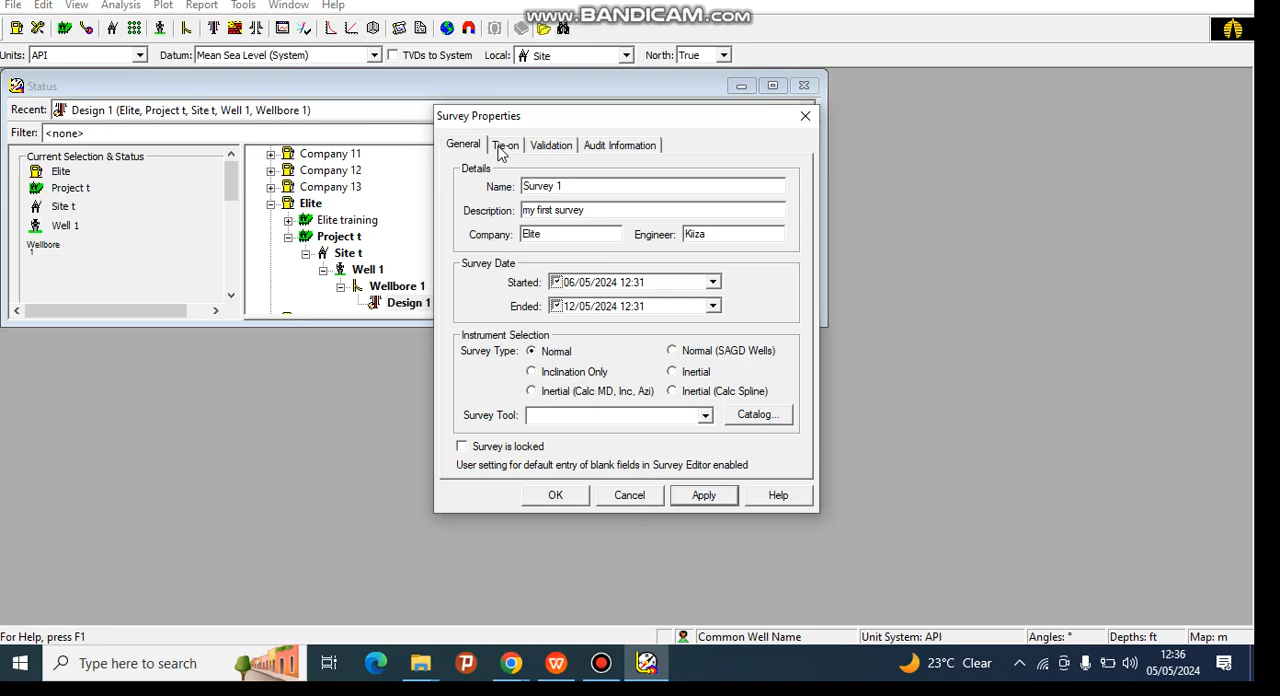 www.BANDICAM.com
File Edit View Analysis Plot Report Tools Window Help
Units: API Datum: Mean Sea Level (System) TVDs to System Local: Site North: True
Status
Recent: Design 1 (Elite, Project t, Site t, Well 1, Wellbore 1)
Filter: <none>
Current Selection & Status
Elite
Project t
Site t
Well 1
Wellbore
1
Company 11
Company 12
Company 13
Elite
Elite training
Project t
Site t
Well 1
Wellbore 1
Design 1
Survey Properties
General Tie-on Validation Audit Information
Details
Name: Survey 1
Description: my first survey
Company: Elite Engineer: Kiiza
Survey Date
Started: 06/05/2024 12:31
Ended: 12/05/2024 12:31
Instrument Selection
Survey Type: Normal Normal (SAGD Wells)
Inclination Only Inertial
Inertial (Calc MD, Inc, Azi) Inertial (Calc Spline)
Survey Tool: Catalog...
Survey is locked
User setting for default entry of blank fields in Survey Editor enabled
OK Cancel Apply Help
For Help, press F1 Common Well Name Unit System: API Angles: ° Depths: ft Map: m
Type here to search 23°C Clear 12:36
05/05/2024